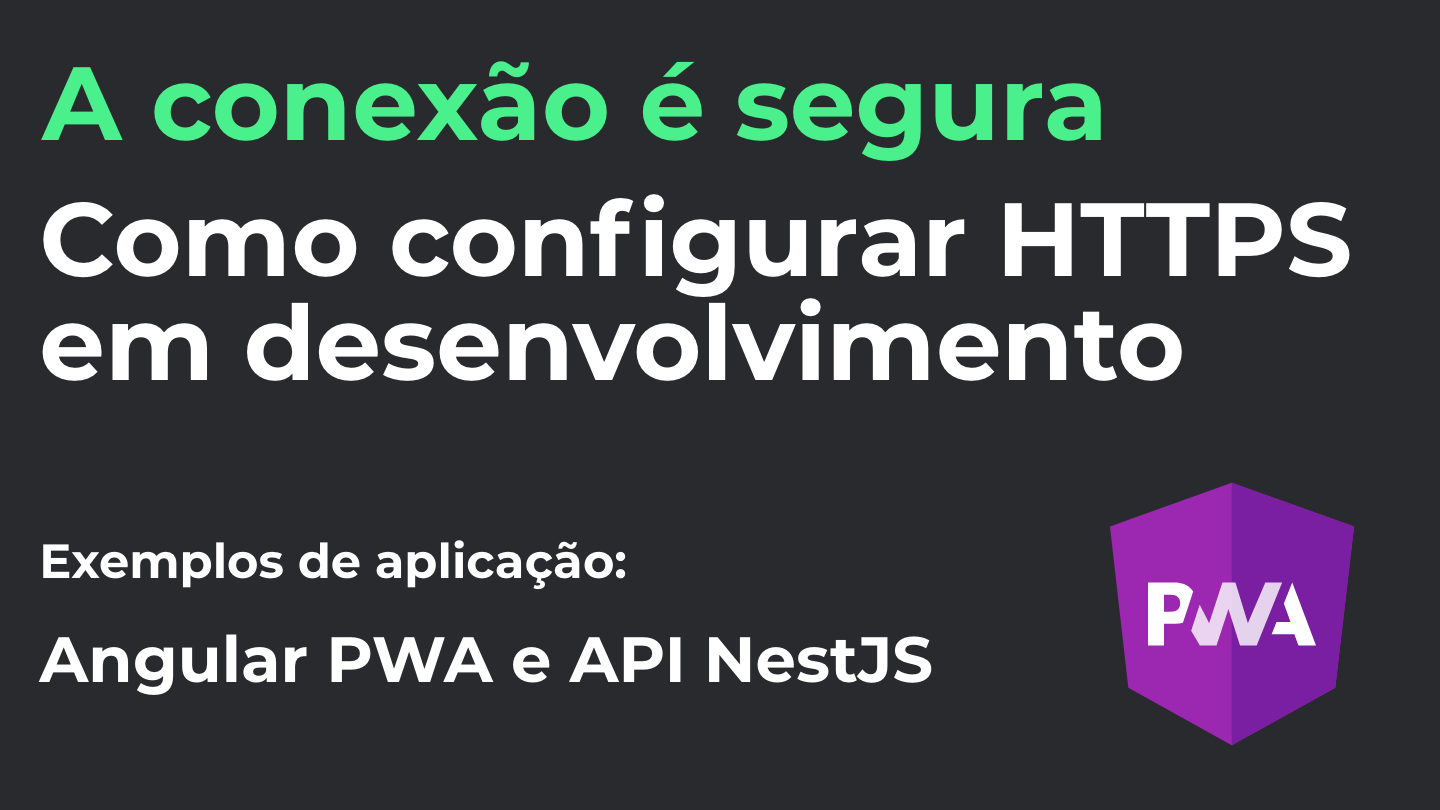 A conexão é segura
Como configurar HTTPS
em desenvolvimento
Exemplos de aplicação:
Angular PWA e API NestJS
PWA